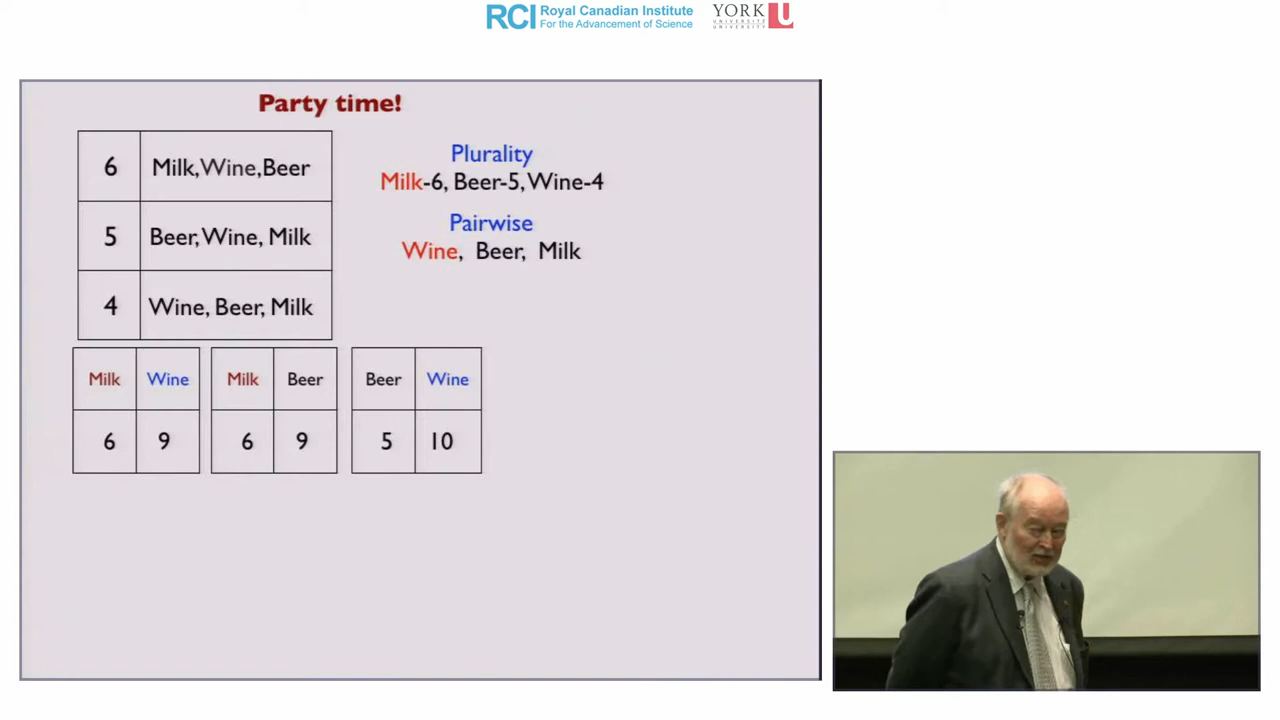 RCI Royal Canadian Institute
For the Advancement of Science
YORK U
UNIVERSITÉ
UNIVERSITY
Party time!
6 Milk,Wine,Beer
5 Beer,Wine, Milk
4 Wine, Beer, Milk
Plurality
Milk-6, Beer-5,Wine-4
Pairwise
Wine, Beer, Milk
Milk Wine Milk Beer Beer Wine
6 9 6 9 5 10